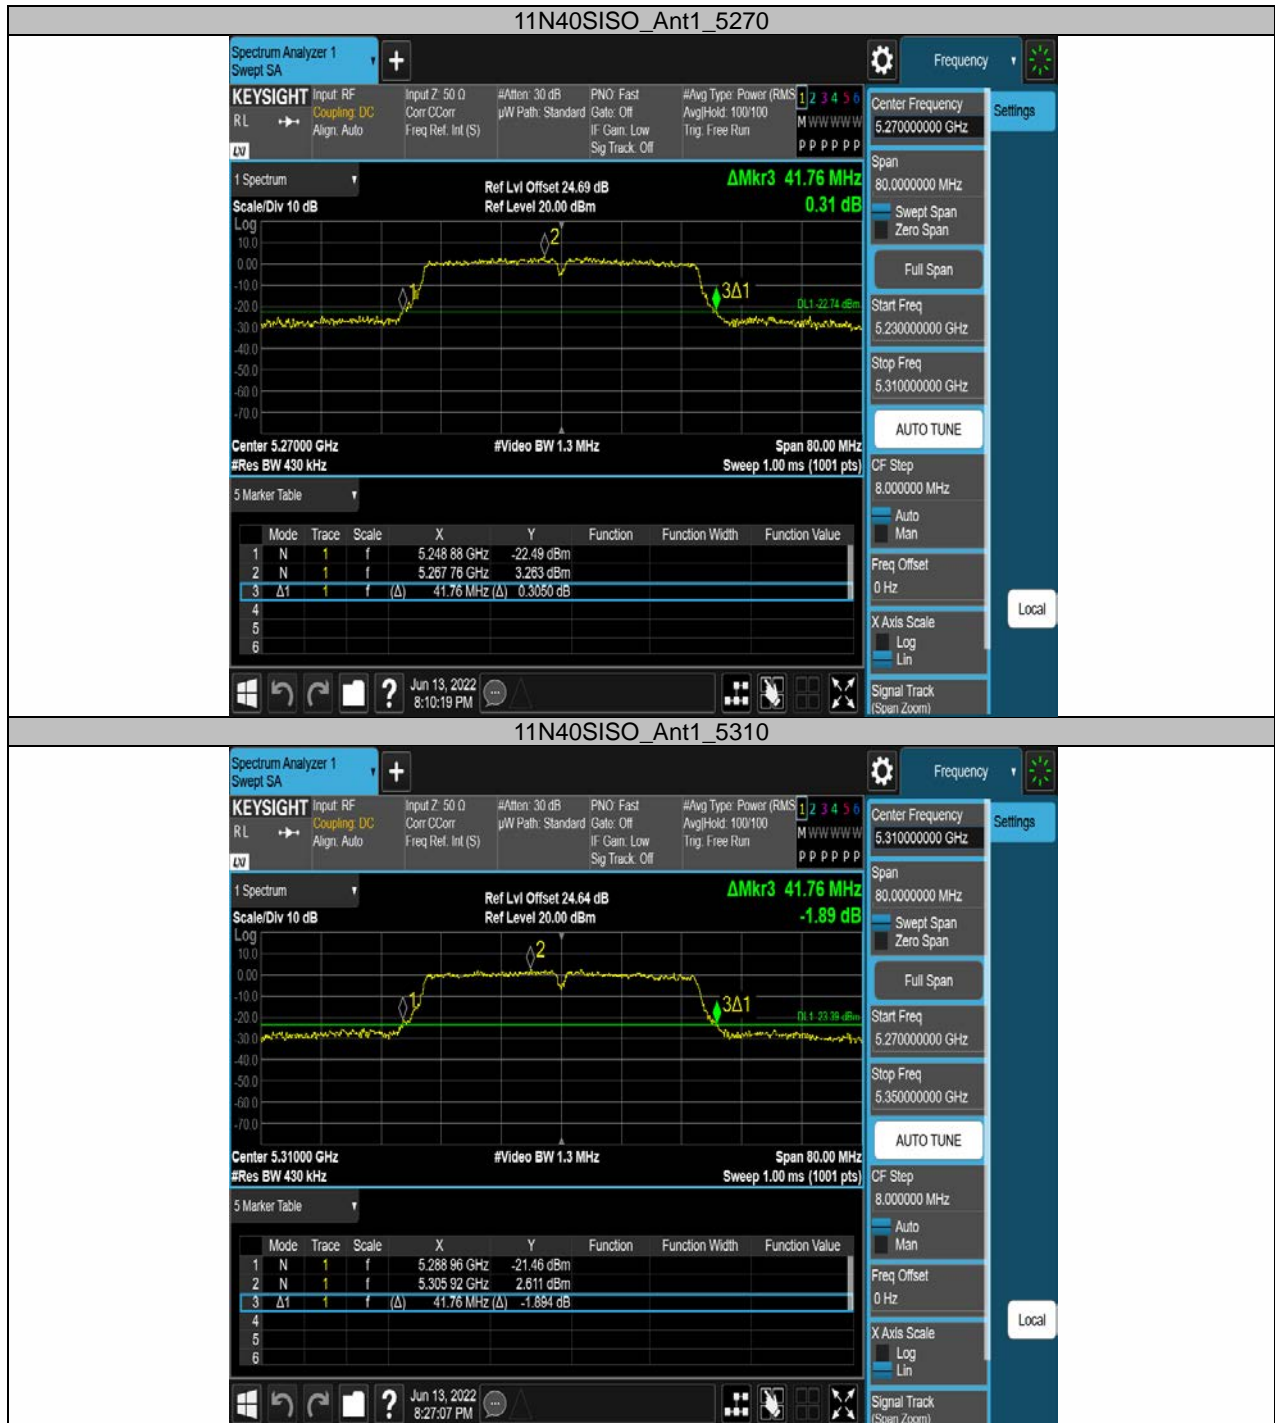 11N40SISO_Ant1_5270
Spectrum Analyzer 1
Swept SA
Frequency
KEYSIGHT
RL
LXI
Input: RF
Coupling: DC
Align: Auto
Input Z: 50 Ω
Corr CCorr
Freq Ref: Int (S)
#Atten: 30 dB
µW Path: Standard
PNO: Fast
Gate: Off
IF Gain: Low
Sig Track: Off
#Avg Type: Power (RMS
Avg|Hold: 100/100
Trig: Free Run
1 2 3 4 5 6
M W W W W W
P P P P P P
Center Frequency
5.270000000 GHz
Settings
Span
80.0000000 MHz
Swept Span
Zero Span
Full Span
Start Freq
5.230000000 GHz
Stop Freq
5.310000000 GHz
AUTO TUNE
CF Step
8.000000 MHz
Auto
Man
Freq Offset
0 Hz
X Axis Scale
Log
Lin
Signal Track
(Span Zoom)
Local
1 Spectrum
Scale/Div 10 dB
Ref Lvl Offset 24.69 dB
Ref Level 20.00 dBm
ΔMkr3 41.76 MHz
0.31 dB
Log
10.0
0.00
-10.0
-20.0
-30.0
-40.0
-50.0
-60.0
-70.0
1
2
3Δ1
DL1 -22.74 dBm
Center 5.27000 GHz
#Res BW 430 kHz
#Video BW 1.3 MHz
Span 80.00 MHz
Sweep 1.00 ms (1001 pts)
5 Marker Table
Mode Trace Scale X Y Function Function Width Function Value
1 N 1 f 5.248 88 GHz -22.49 dBm
2 N 1 f 5.267 76 GHz 3.263 dBm
3 Δ1 1 f (Δ) 41.76 MHz (Δ) 0.3050 dB
4
5
6
?
Jun 13, 2022
8:10:19 PM
11N40SISO_Ant1_5310
Spectrum Analyzer 1
Swept SA
Frequency
KEYSIGHT
RL
LXI
Input: RF
Coupling: DC
Align: Auto
Input Z: 50 Ω
Corr CCorr
Freq Ref: Int (S)
#Atten: 30 dB
µW Path: Standard
PNO: Fast
Gate: Off
IF Gain: Low
Sig Track: Off
#Avg Type: Power (RMS
Avg|Hold: 100/100
Trig: Free Run
1 2 3 4 5 6
M W W W W W
P P P P P P
Center Frequency
5.310000000 GHz
Settings
Span
80.0000000 MHz
Swept Span
Zero Span
Full Span
Start Freq
5.270000000 GHz
Stop Freq
5.350000000 GHz
AUTO TUNE
CF Step
8.000000 MHz
Auto
Man
Freq Offset
0 Hz
X Axis Scale
Log
Lin
Signal Track
(Span Zoom)
Local
1 Spectrum
Scale/Div 10 dB
Ref Lvl Offset 24.64 dB
Ref Level 20.00 dBm
ΔMkr3 41.76 MHz
-1.89 dB
Log
10.0
0.00
-10.0
-20.0
-30.0
-40.0
-50.0
-60.0
-70.0
1
2
3Δ1
DL1 -23.39 dBm
Center 5.31000 GHz
#Res BW 430 kHz
#Video BW 1.3 MHz
Span 80.00 MHz
Sweep 1.00 ms (1001 pts)
5 Marker Table
Mode Trace Scale X Y Function Function Width Function Value
1 N 1 f 5.288 96 GHz -21.46 dBm
2 N 1 f 5.305 92 GHz 2.611 dBm
3 Δ1 1 f (Δ) 41.76 MHz (Δ) -1.894 dB
4
5
6
?
Jun 13, 2022
8:27:07 PM